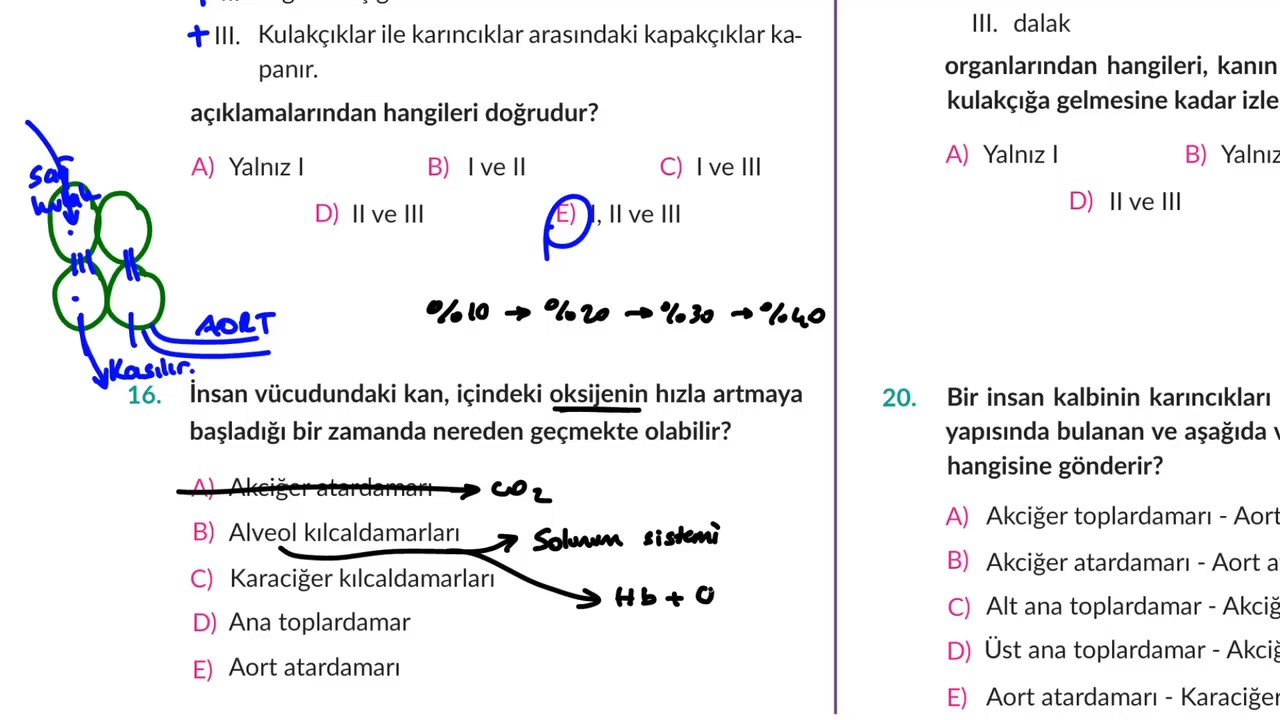 + III. Kulakçıklar ile karıncıklar arasındaki kapakçıklar ka-
panır.
açıklamalarından hangileri doğrudur?
A) Yalnız I
B) I ve II
C) I ve III
D) II ve III
E) I, II ve III
sağ
kulak
AORT
Kasılır.
%10 → %20 → %30 → %40
16. İnsan vücudundaki kan, içindeki oksijenin hızla artmaya
başladığı bir zamanda nereden geçmekte olabilir?
A) Akciğer atardamarı → CO2
B) Alveol kılcaldamarları → Solunum sistemi
→ Hb + O
C) Karaciğer kılcaldamarları
D) Ana toplardamar
E) Aort atardamarı
III. dalak
organlarından hangileri, kanın
kulakçığa gelmesine kadar izle
A) Yalnız I
B) Yalnız
D) II ve III
20. Bir insan kalbinin karıncıkları
yapısında bulanan ve aşağıda v
hangisine gönderir?
A) Akciğer toplardamarı - Aort
B) Akciğer atardamarı - Aort a
C) Alt ana toplardamar - Akciğ
D) Üst ana toplardamar - Akciğ
E) Aort atardamarı - Karaciğer